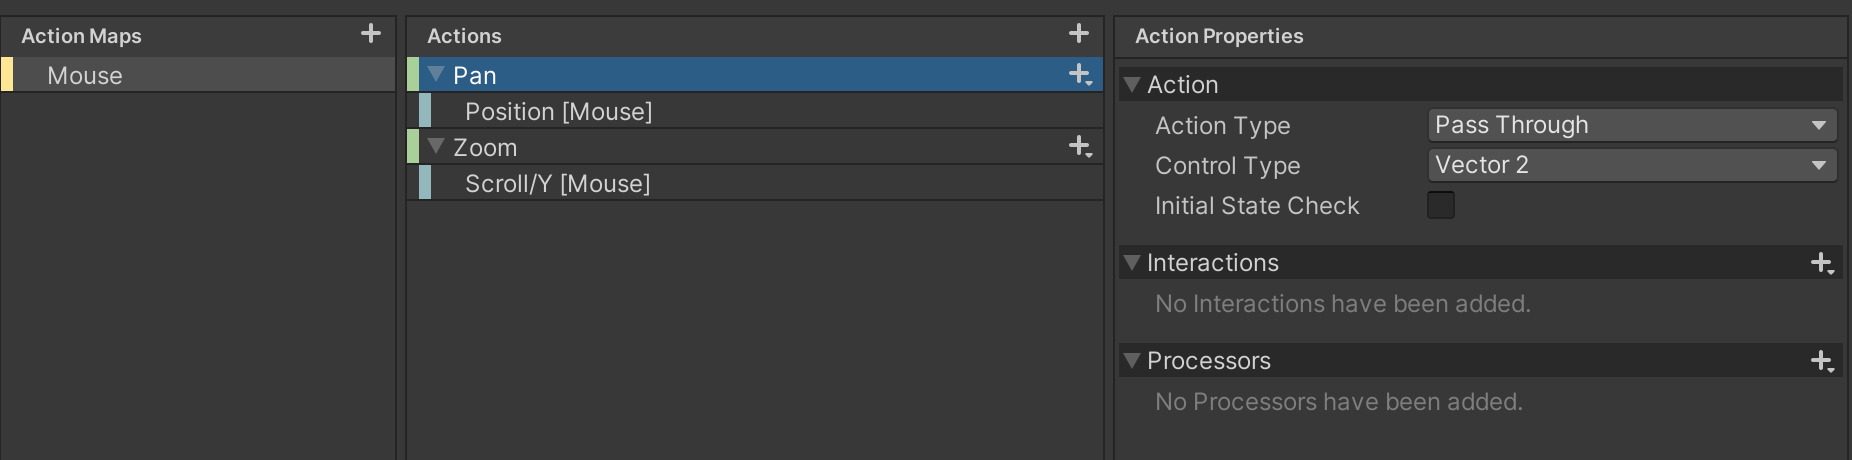 Action Maps
Mouse
Actions
Pan
Position [Mouse]
Zoom
Scroll/Y [Mouse]
Action Properties
Action
Action Type Pass Through
Control Type Vector 2
Initial State Check
Interactions
No Interactions have been added.
Processors
No Processors have been added.